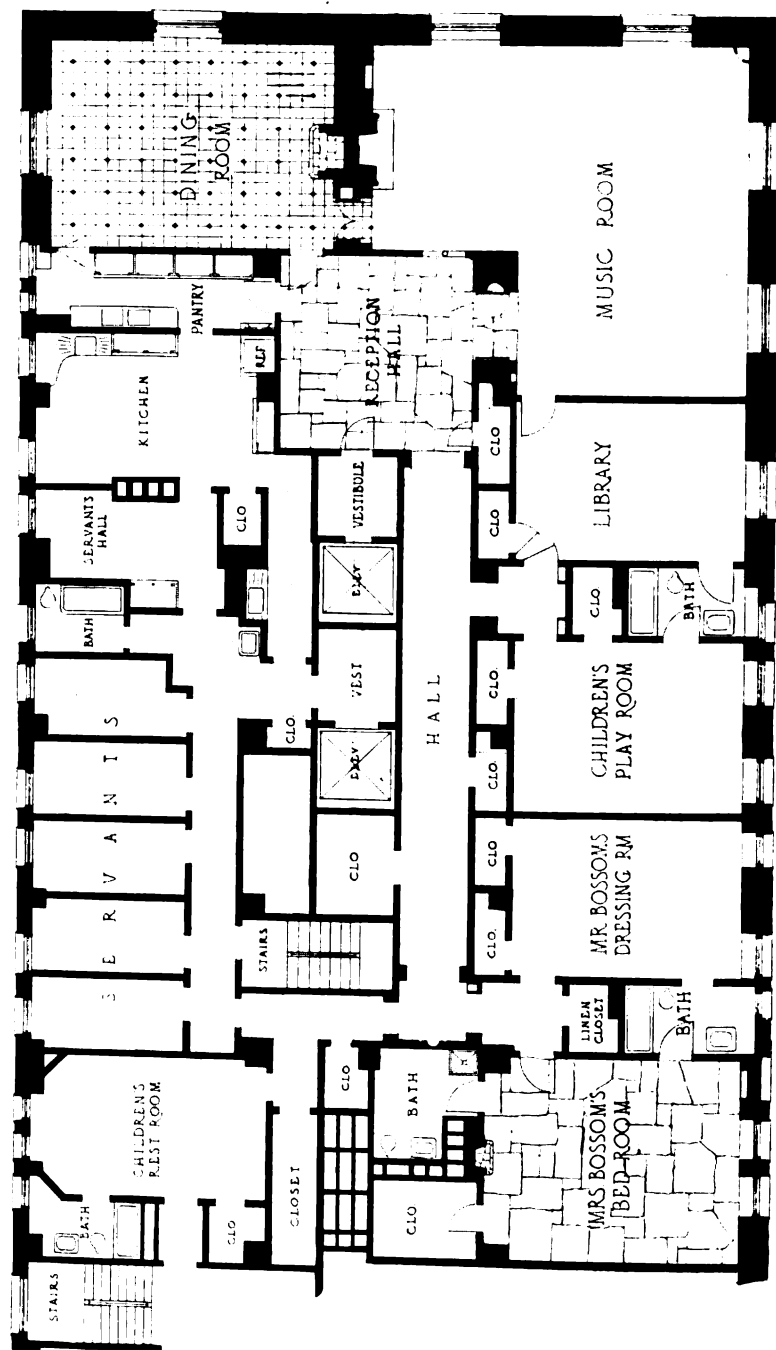 DINING
ROOM
MUSIC ROOM
PANTRY
RECEPTION
HALL
KITCHEN
REF
CLO
LIBRARY
VESTIBULE
CLO
SERVANTS
HALL
CLO
ELEV
BATH
CLO.
BATH
VEST
HALL
CLO.
CHILDREN'S
PLAY ROOM
CLO.
ELEV
CLO.
SERVANTS
CLO
CLO
MR BOSSOM'S
DRESSING RM
CLO.
STAIRS
LINEN
CLOSET
BATH
CHILDREN'S
REST ROOM
CLO
BATH
MRS BOSSOM'S
BED ROOM
CLOSET
BATH
CLO
CLO
STAIRS